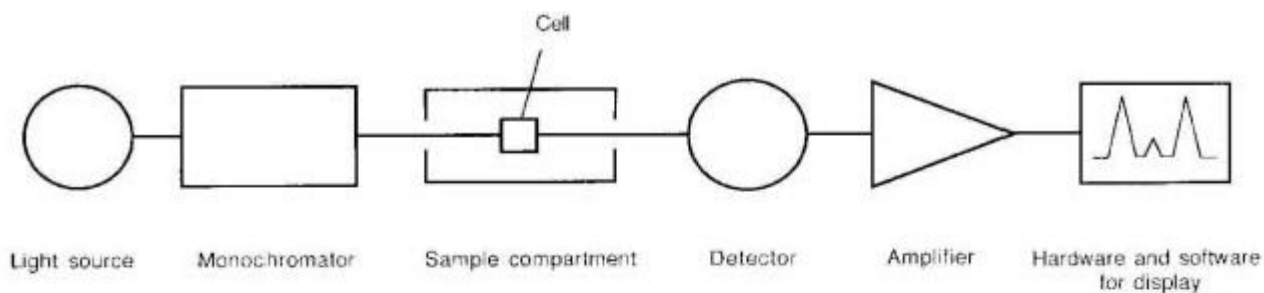 Cell
Light source
Monochromator
Sample compartment
Detector
Amplifier
Hardware and software
for display